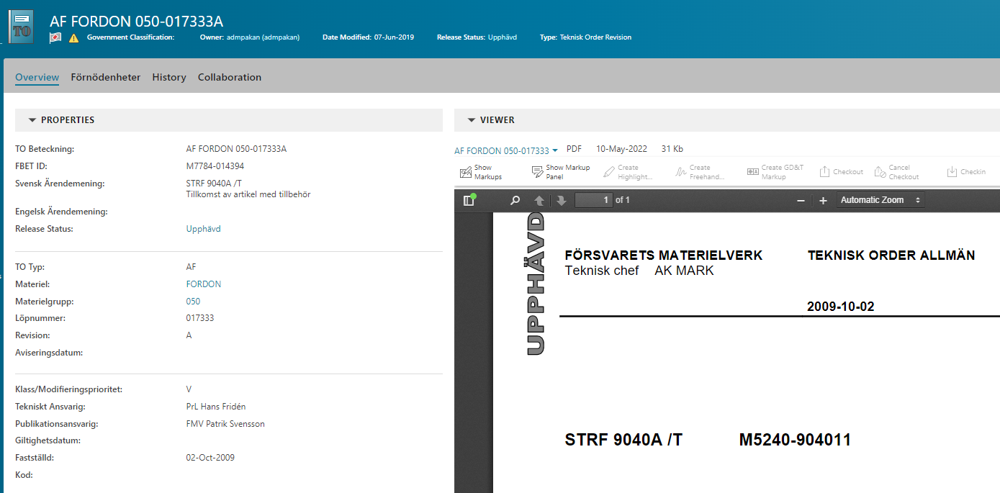 TO
AF FORDON 050-017333A
Government Classification: Owner: admpakan (admpakan) Date Modified: 07-Jun-2019 Release Status: Upphävd Type: Teknisk Order Revision
Overview Förnödenheter History Collaboration
PROPERTIES
TO Beteckning: AF FORDON 050-017333A
FBET ID: M7784-014394
Svensk Ärendemening: STRF 9040A /T
Tillkomst av artikel med tillbehör
Engelsk Ärendemening:
Release Status: Upphävd
TO Typ: AF
Materiel: FORDON
Materielgrupp: 050
Löpnummer: 017333
Revision: A
Aviseringsdatum:
Klass/Modifieringsprioritet: V
Tekniskt Ansvarig: PrL Hans Fridén
Publikationsansvarig: FMV Patrik Svensson
Giltighetsdatum:
Fastställd: 02-Oct-2009
Kod:
VIEWER
AF FORDON 050-017333 PDF 10-May-2022 31 Kb
Show Markups
Show Markup Panel
Create Highlight...
Create Freehand...
Create GD&T Markup
Checkout
Cancel Checkout
Checkin
1 of 1 Automatic Zoom
UPPHÄVD
FÖRSVARETS MATERIELVERK TEKNISK ORDER ALLMÄN
Teknisk chef AK MARK
2009-10-02
STRF 9040A /T M5240-904011